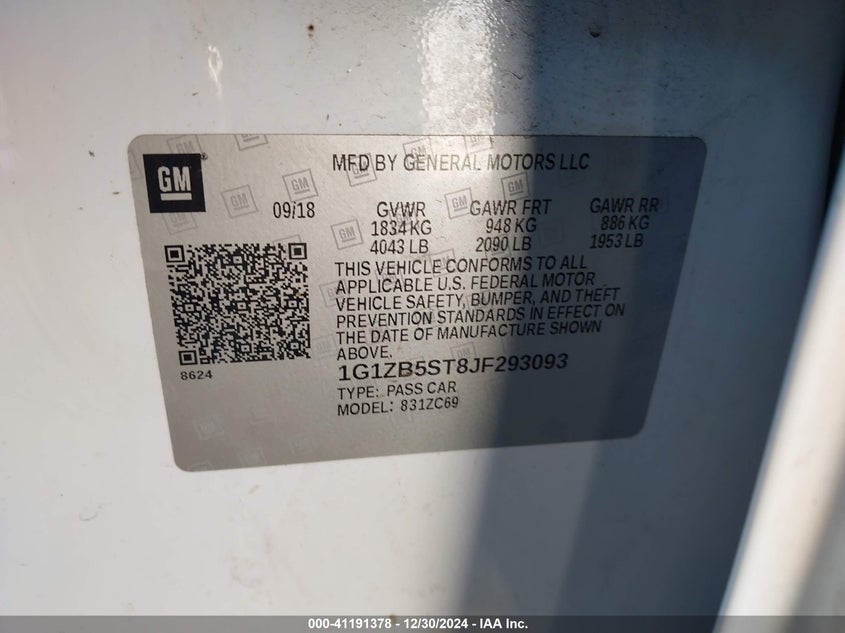 GM
MFD BY GENERAL MOTORS LLC
09/18 GVWR GAWR FRT GAWR RR
1834 KG 948 KG 886 KG
4043 LB 2090 LB 1953 LB
THIS VEHICLE CONFORMS TO ALL
APPLICABLE U.S. FEDERAL MOTOR
VEHICLE SAFETY, BUMPER, AND THEFT
PREVENTION STANDARDS IN EFFECT ON
THE DATE OF MANUFACTURE SHOWN
ABOVE.
8624
1G1ZB5ST8JF293093
TYPE: PASS CAR
MODEL: 831ZC69
000-41191378 - 12/30/2024 - IAA Inc.